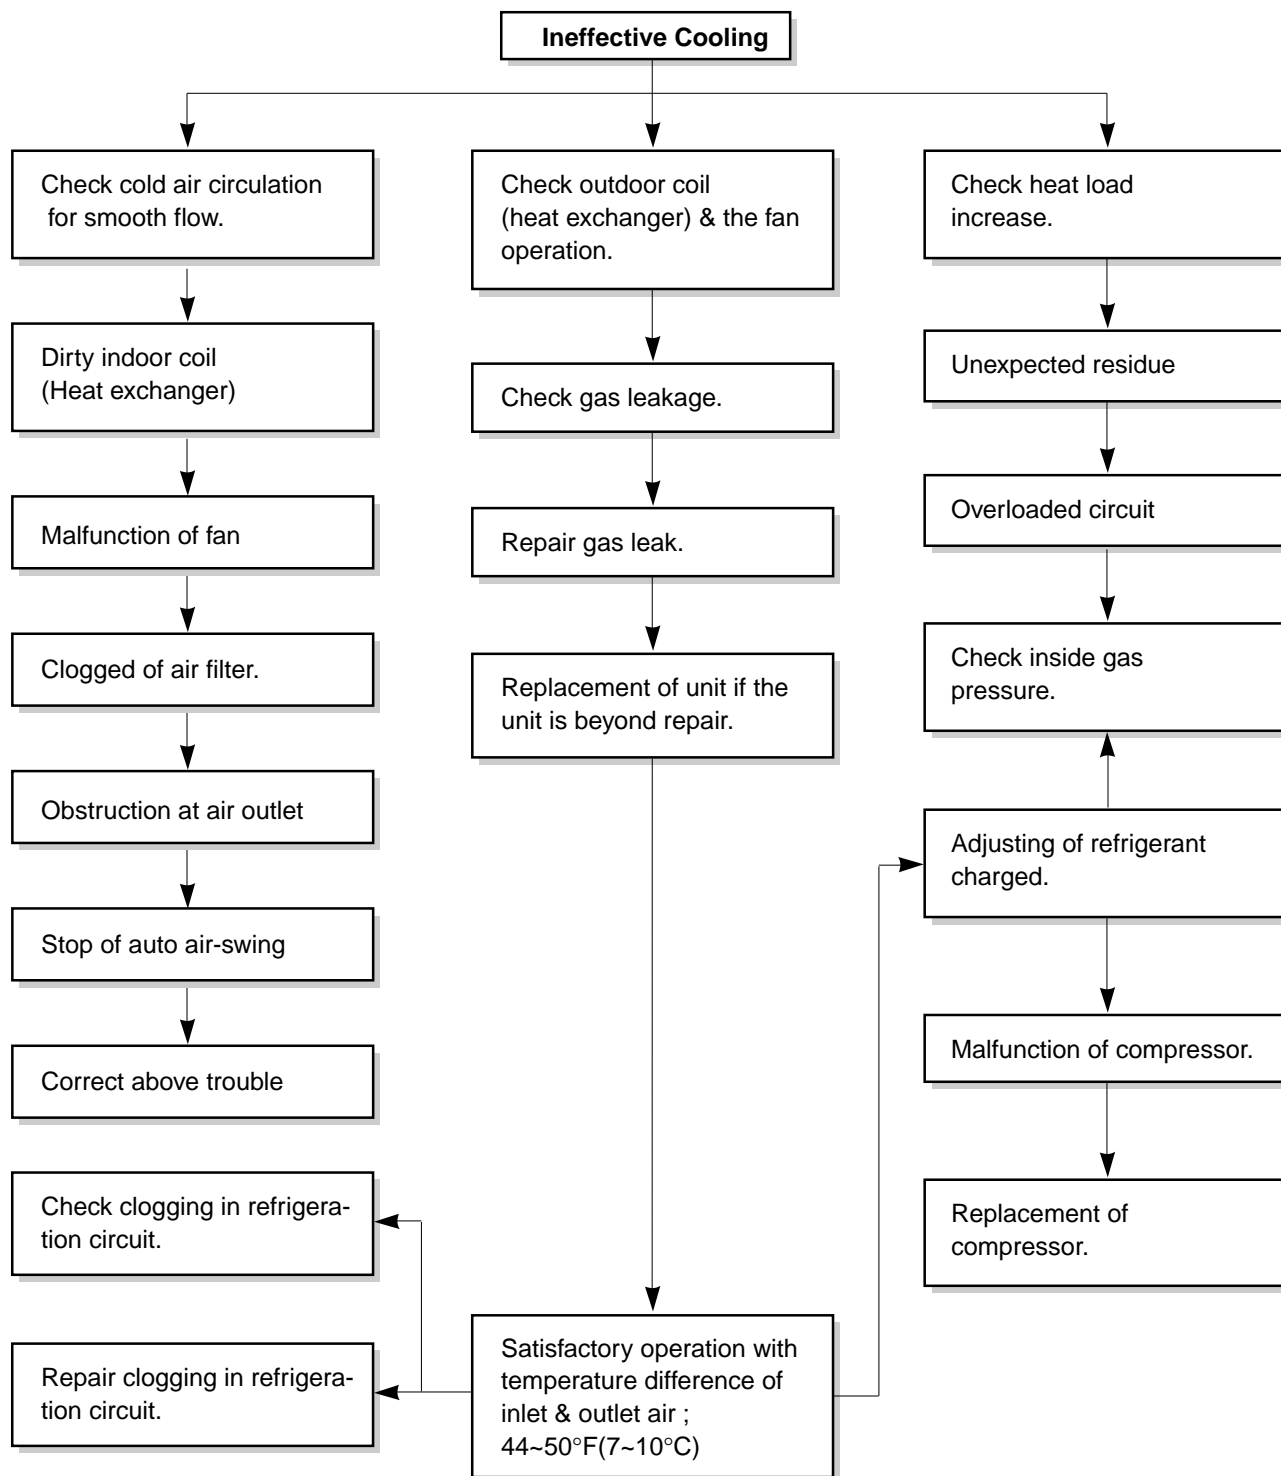 Ineffective Cooling
Check cold air circulation
for smooth flow.
Dirty indoor coil
(Heat exchanger)
Malfunction of fan
Clogged of air filter.
Obstruction at air outlet
Stop of auto air-swing
Correct above trouble
Check clogging in refrigera-
tion circuit.
Repair clogging in refrigera-
tion circuit.
Check outdoor coil
(heat exchanger) & the fan
operation.
Check gas leakage.
Repair gas leak.
Replacement of unit if the
unit is beyond repair.
Satisfactory operation with
temperature difference of
inlet & outlet air ;
44~50°F(7~10°C)
Check heat load
increase.
Unexpected residue
Overloaded circuit
Check inside gas
pressure.
Adjusting of refrigerant
charged.
Malfunction of compressor.
Replacement of
compressor.